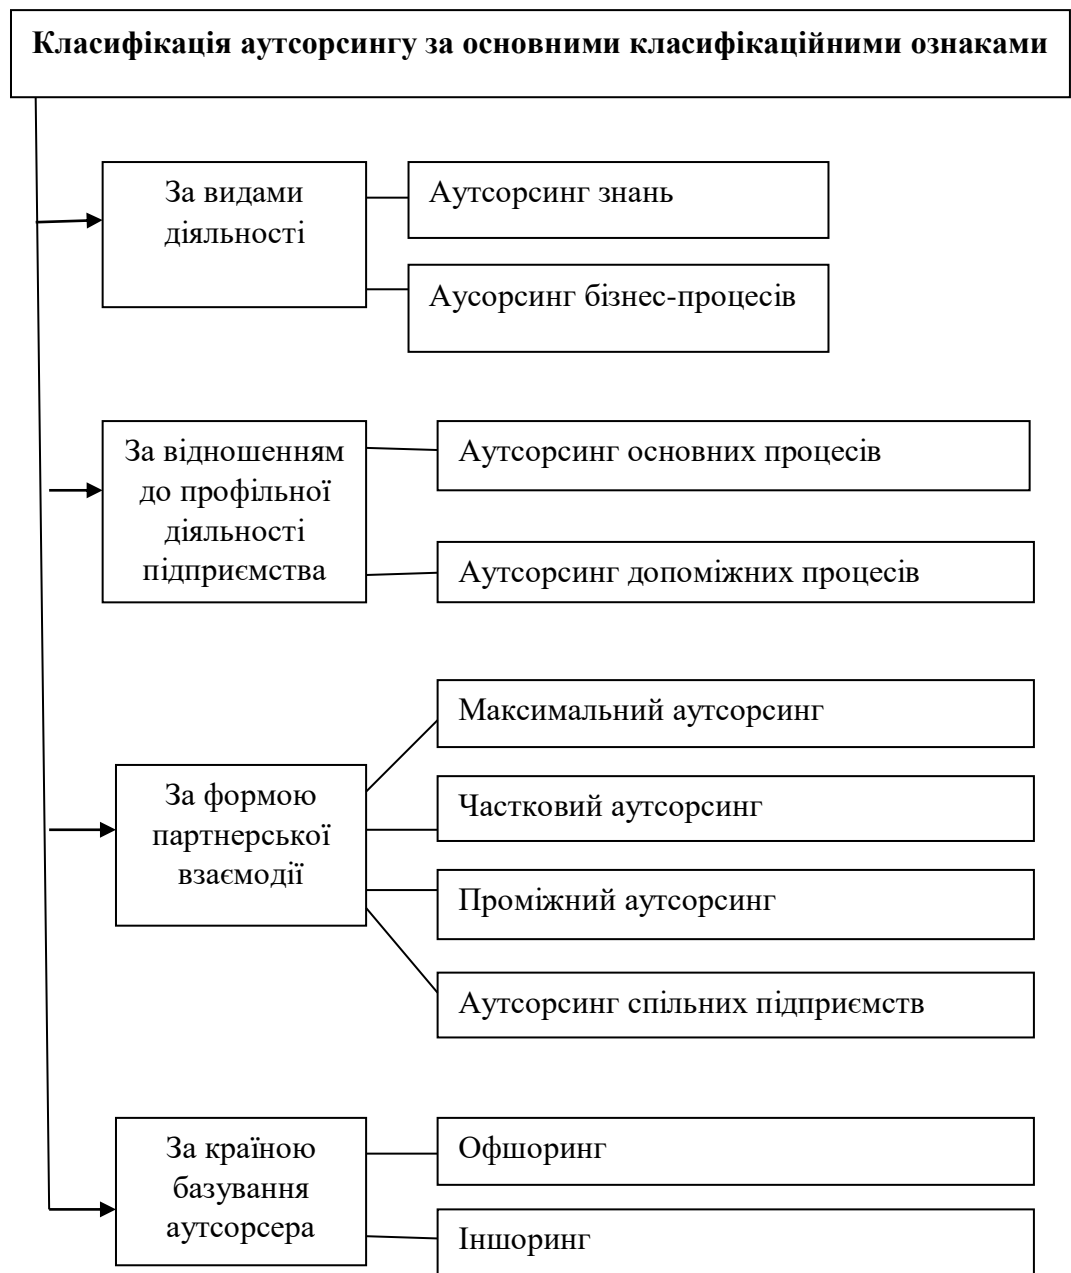 Класифікація аутсорсингу за основними класифікаційними ознаками
За видами
діяльності
Аутсорсинг знань
Аусорсинг бізнес-процесів
За відношенням
до профільної
діяльності
підприємства
Аутсорсинг основних процесів
Аутсорсинг допоміжних процесів
За формою
партнерської
взаємодії
Максимальний аутсорсинг
Частковий аутсорсинг
Проміжний аутсорсинг
Аутсорсинг спільних підприємств
За країною
базування
аутсорсера
Офшоринг
Іншоринг